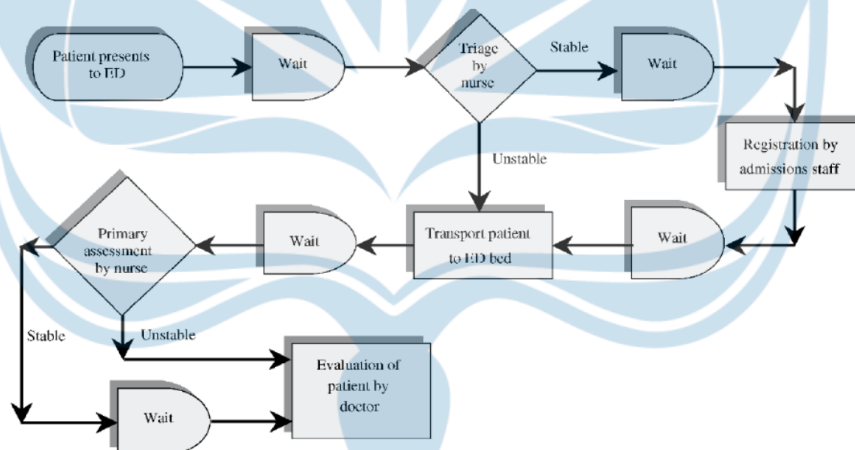 Patient presents
to ED
Wait
Triage
by
nurse
Stable
Wait
Registration by
admissions staff
Unstable
Wait
Transport patient
to ED bed
Wait
Primary
assessment
by nurse
Stable
Unstable
Wait
Evaluation of
patient by
doctor